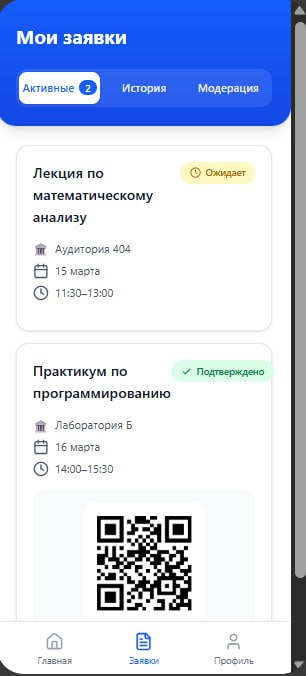 Мои заявки
Активные 2 История Модерация
Лекция по
математическому
анализу
Ожидает
Аудитория 404
15 марта
11:30–13:00
Практикум по
программированию
Подтверждено
Лаборатория Б
16 марта
14:00–15:30
Главная Заявки Профиль